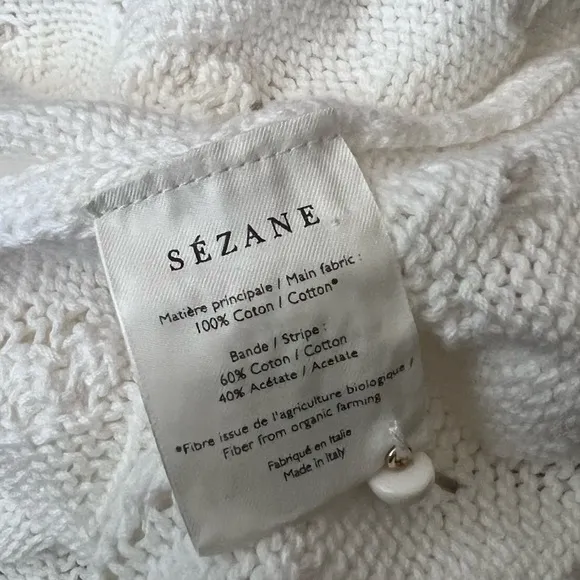 SÉZANE
Matière principale / Main fabric :
100% Coton / Cotton*
Bande / Stripe :
60% Coton / Cotton
40% Acétate / Acetate
*Fibre issue de l'agriculture biologique /
Fiber from organic farming
Fabriqué en Italie
Made in Italy